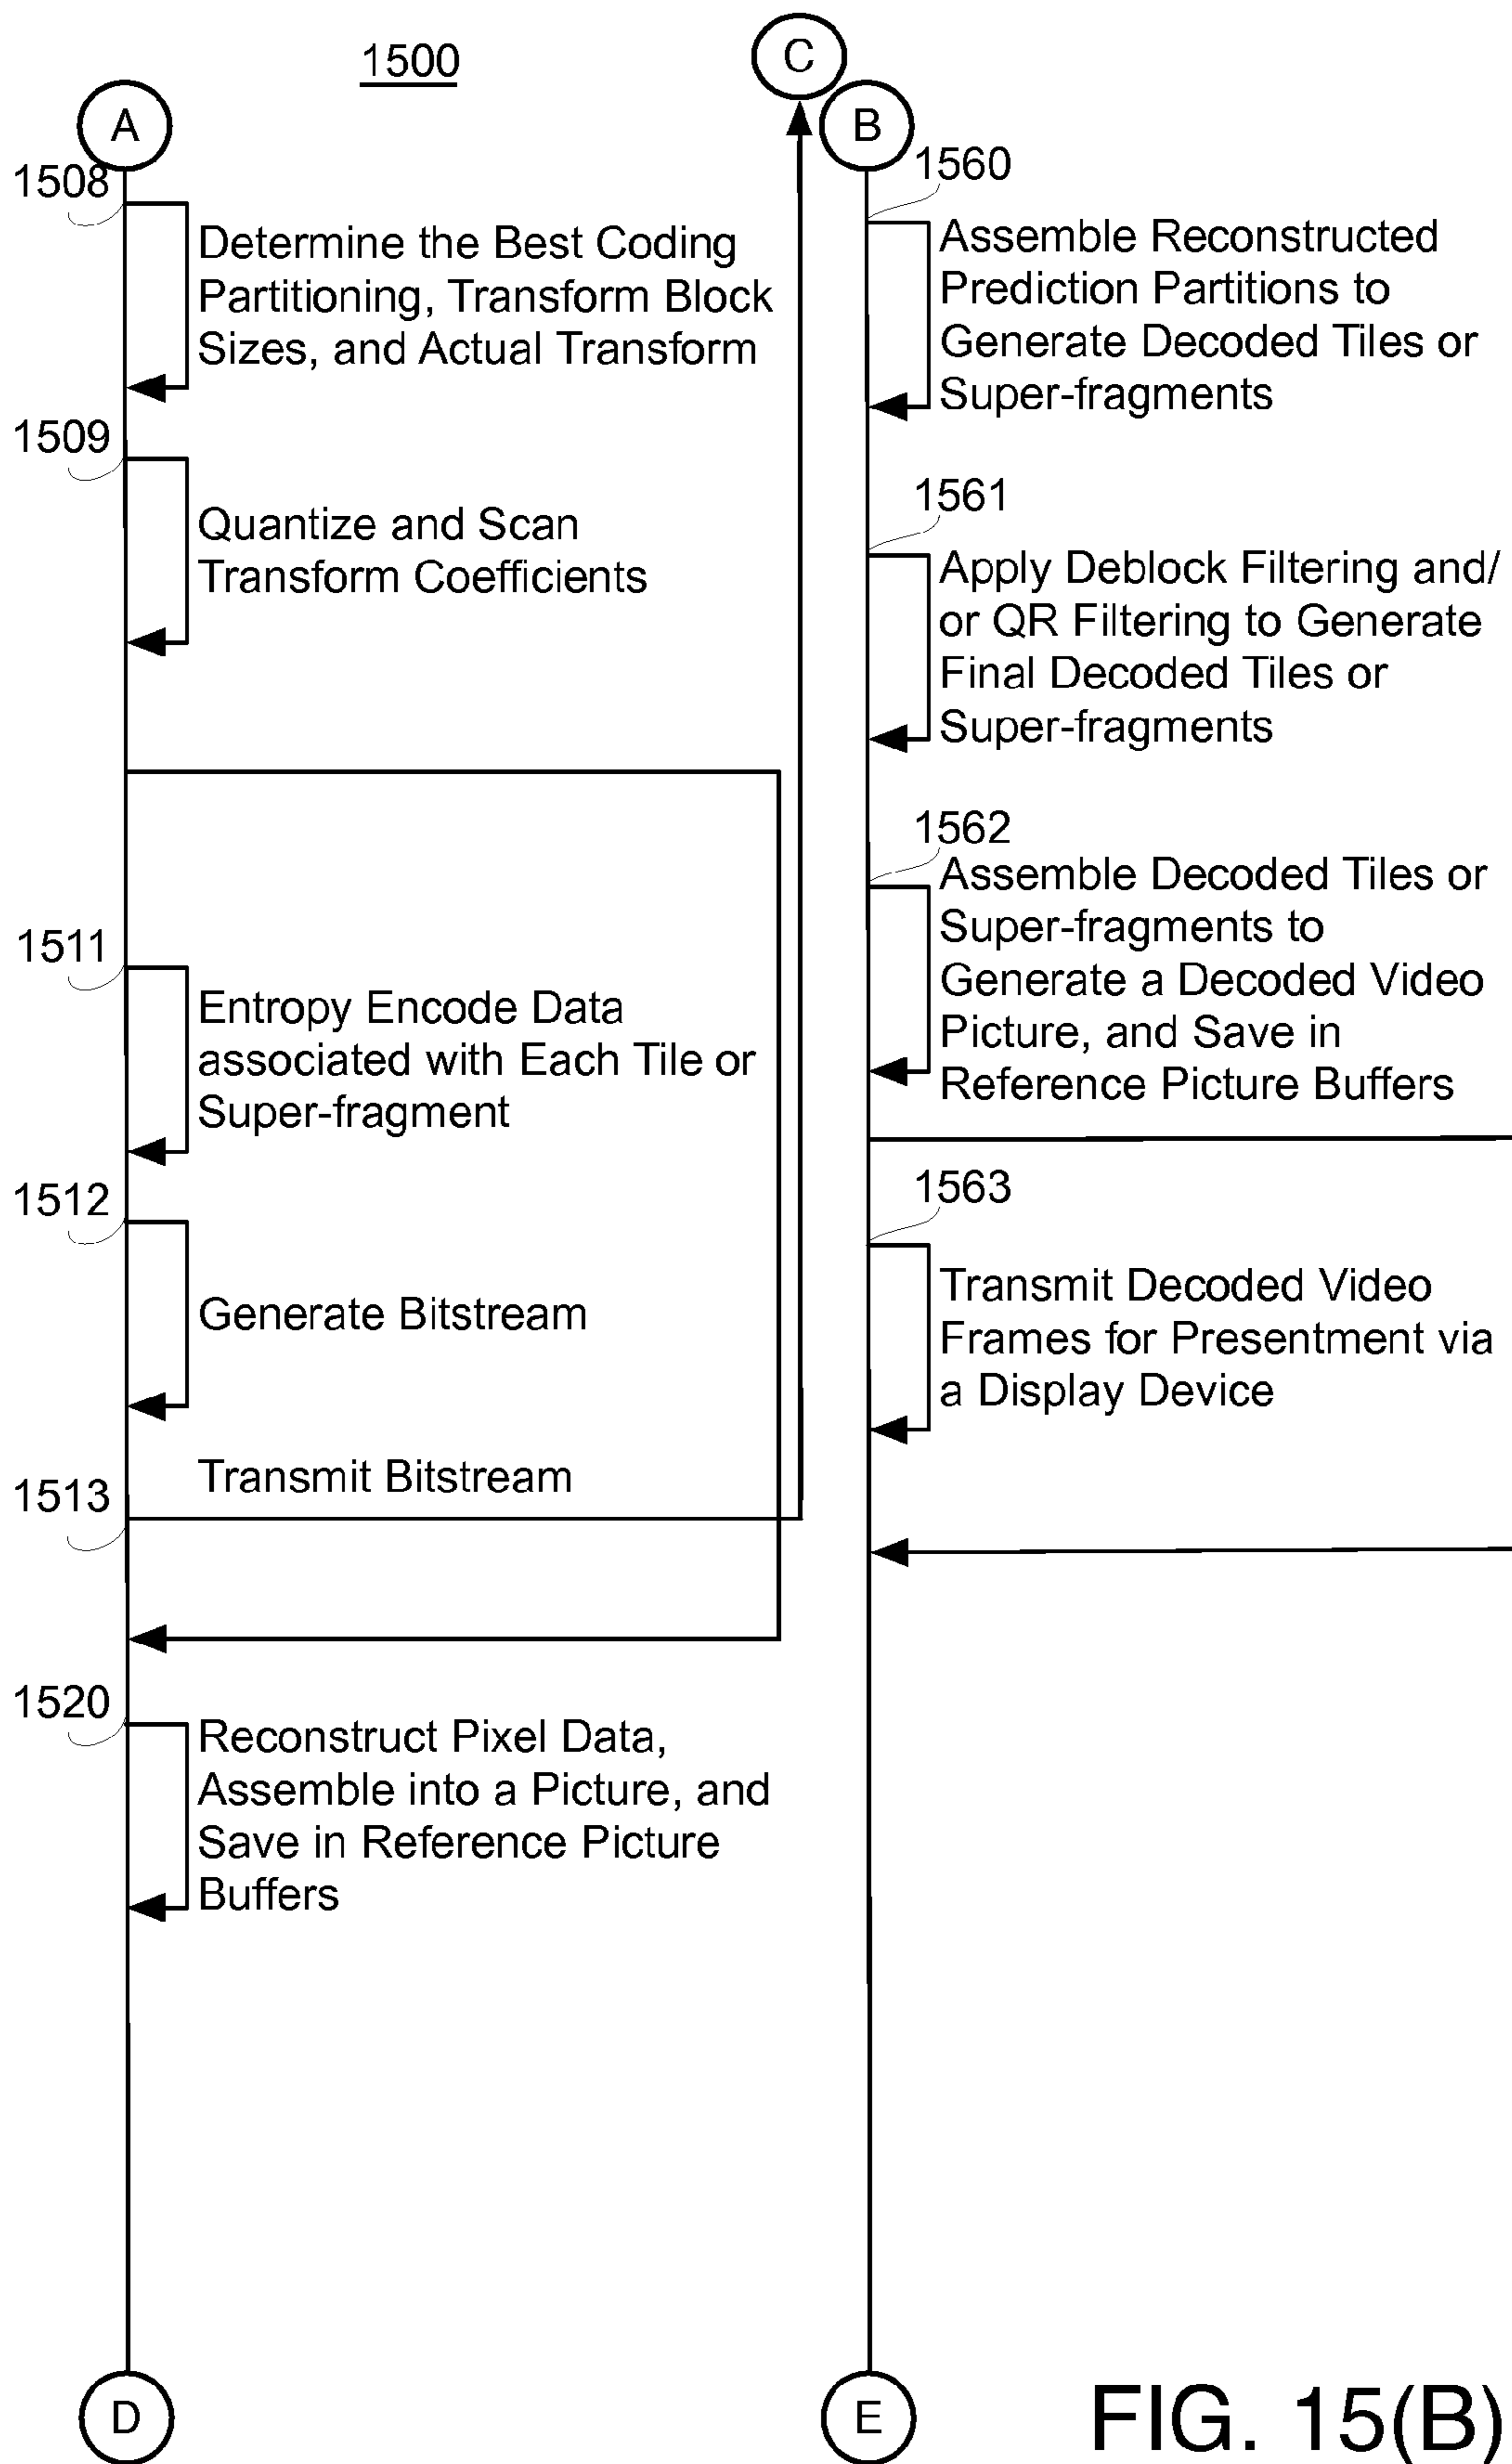 1500
C
A
B
1508
Determine the Best Coding
Partitioning, Transform Block
Sizes, and Actual Transform
1509
Quantize and Scan
Transform Coefficients
1511
Entropy Encode Data
associated with Each Tile or
Super-fragment
1512
Generate Bitstream
Transmit Bitstream
1513
1520
Reconstruct Pixel Data,
Assemble into a Picture, and
Save in Reference Picture
Buffers
D
1560
Assemble Reconstructed
Prediction Partitions to
Generate Decoded Tiles or
Super-fragments
1561
Apply Deblock Filtering and/
or QR Filtering to Generate
Final Decoded Tiles or
Super-fragments
1562
Assemble Decoded Tiles or
Super-fragments to
Generate a Decoded Video
Picture, and Save in
Reference Picture Buffers
1563
Transmit Decoded Video
Frames for Presentment via
a Display Device
E
FIG. 15(B)